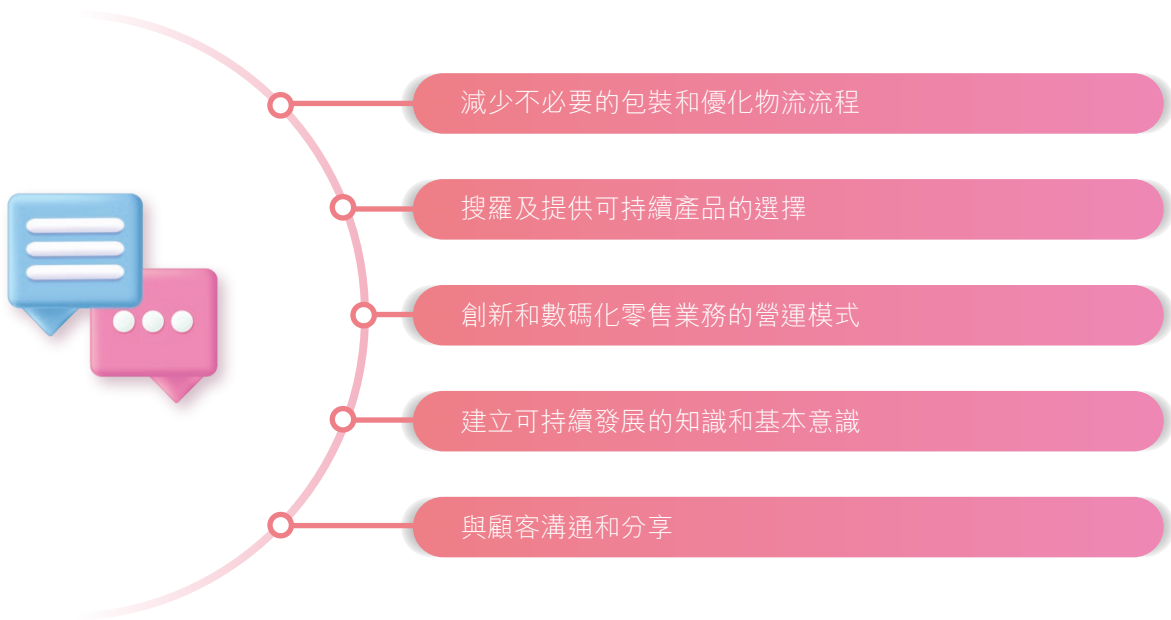 減少不必要的包裝和優化物流流程
搜羅及提供可持續產品的選擇
創新和數碼化零售業務的營運模式
建立可持續發展的知識和基本意識
與顧客溝通和分享